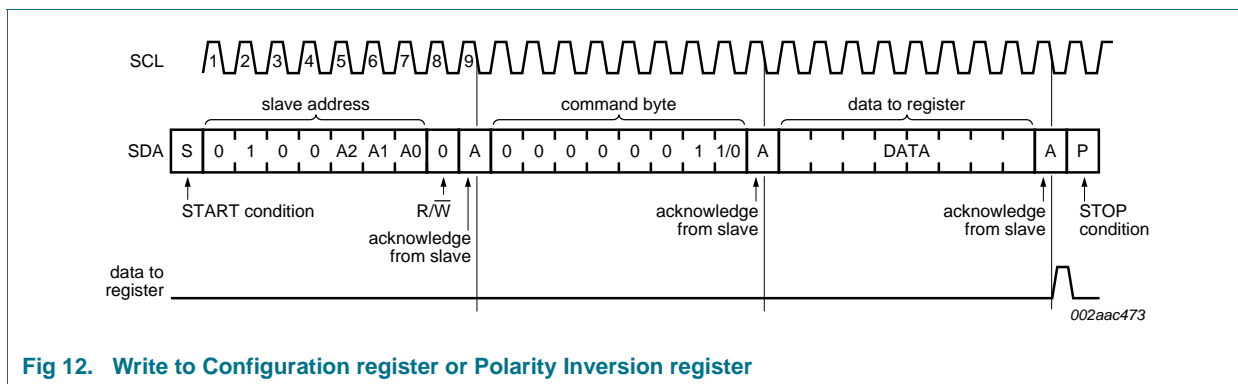 SCL 1 2 3 4 5 6 7 8 9
slave address command byte data to register
SDA S 0 1 0 0 A2 A1 A0 0 A 0 0 0 0 0 0 1 1/0 A DATA A P
START condition R/W̅ acknowledge from slave acknowledge from slave acknowledge from slave STOP condition
data to register
002aac473
Fig 12. Write to Configuration register or Polarity Inversion register